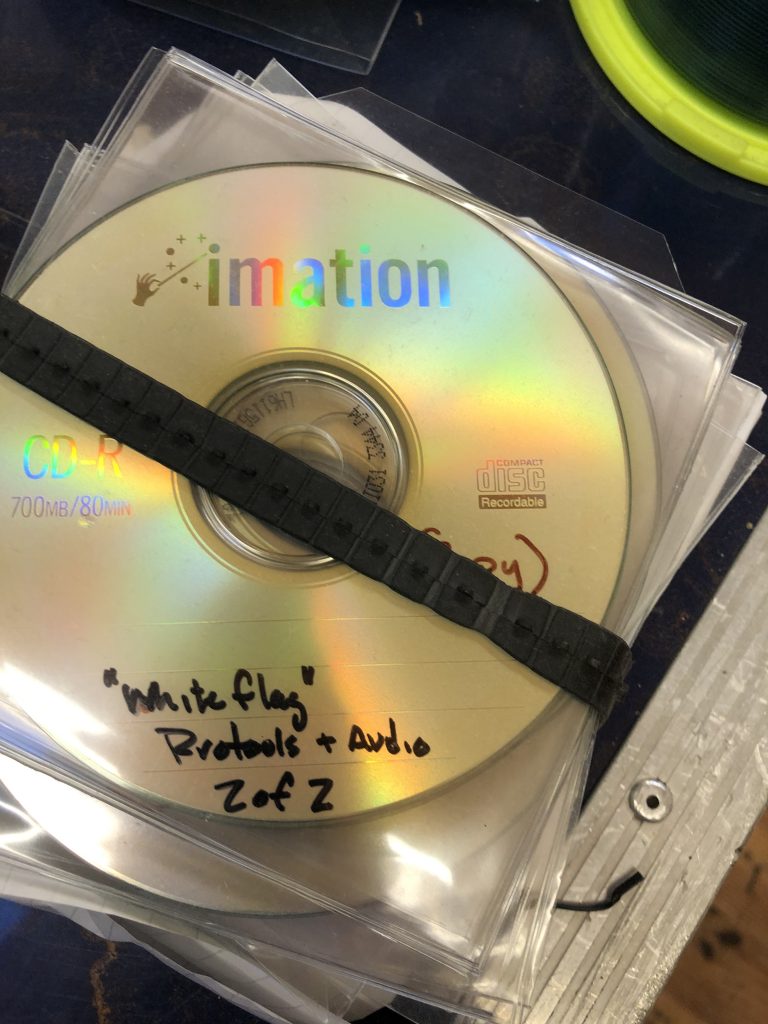 imation
CD-R
700MB/80MIN
COMPACT
disc
Recordable
"White flag"
Protools + Audio
2 of 2